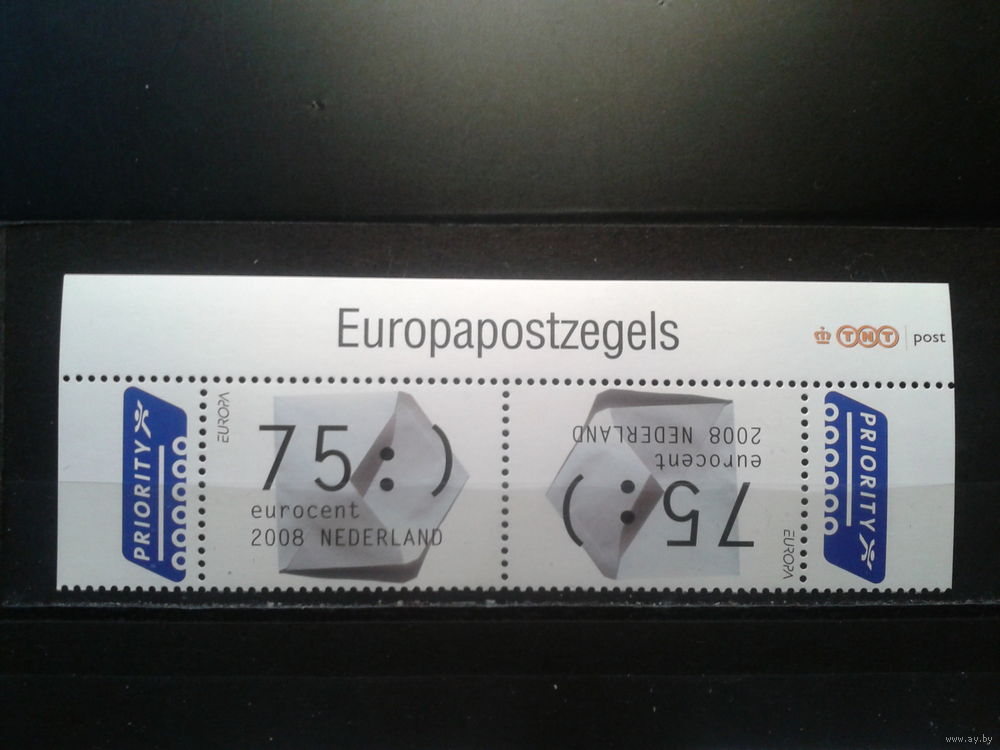 Europapostzegels
TNT post
PRIORITY
EUROPA
75:)
eurocent
2008 NEDERLAND
2008 NEDERLAND
eurocent
75:)
EUROPA
PRIORITY
www.ay.by